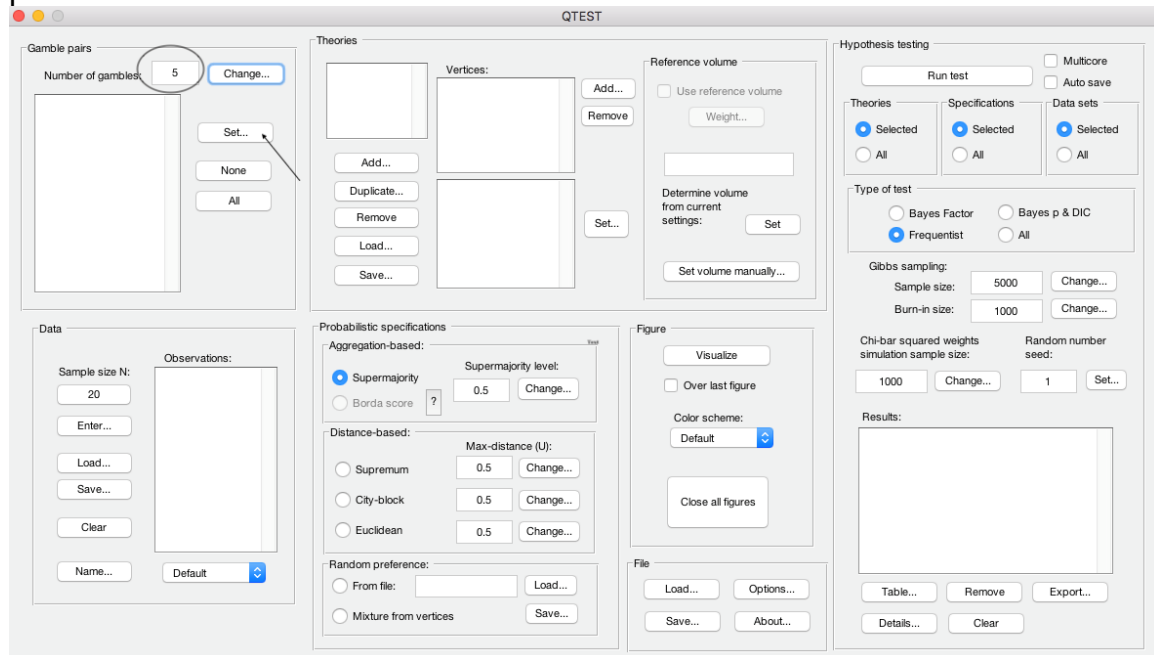 QTEST
Gamble pairs
Number of gambles: 5 Change...
Set...
None
All
Theories
Vertices:
Add...
Remove
Add...
Duplicate...
Remove
Load...
Save...
Set...
Reference volume
Use reference volume
Weight...
Determine volume
from current
settings: Set
Set volume manually...
Hypothesis testing
Run test
Multicore
Auto save
Theories
Selected
All
Specifications
Selected
All
Data sets
Selected
All
Type of test
Bayes Factor Bayes p & DIC
Frequentist All
Gibbs sampling:
Sample size: 5000 Change...
Burn-in size: 1000 Change...
Chi-bar squared weights
simulation sample size:
1000 Change...
Random number
seed:
1 Set...
Results:
Table... Remove Export...
Details... Clear
Data
Sample size N:
20
Enter...
Load...
Save...
Clear
Name...
Observations:
Default
Probabilistic specifications
Aggregation-based:
Supermajority
Borda score ?
Supermajority level:
0.5 Change...
Distance-based:
Max-distance (U):
Supremum 0.5 Change...
City-block 0.5 Change...
Euclidean 0.5 Change...
Random preference:
From file: Load...
Mixture from vertices Save...
Figure
Visualize
Over last figure
Color scheme:
Default
Close all figures
File
Load... Options...
Save... About...